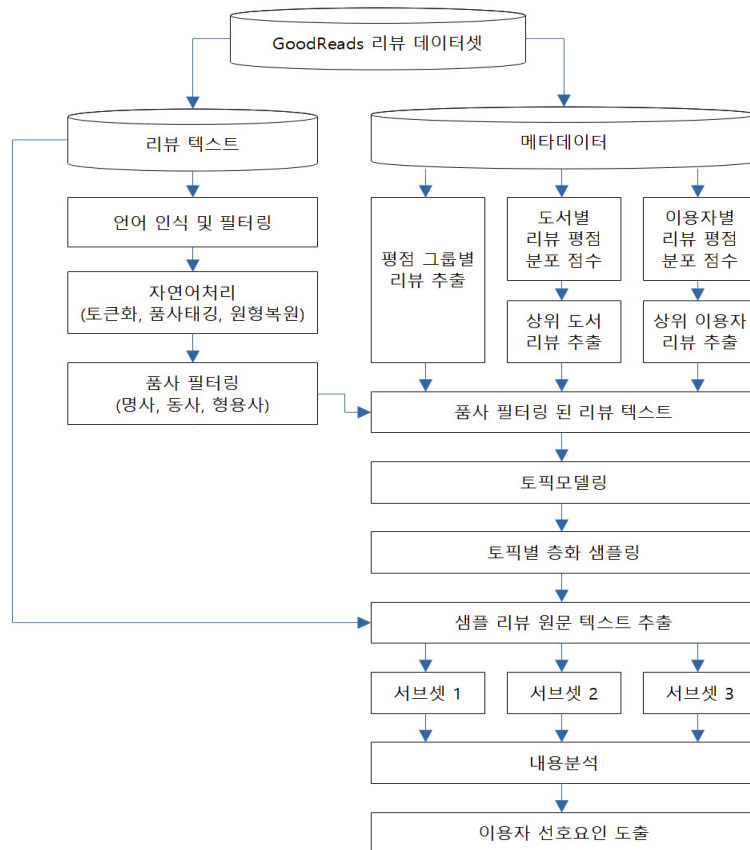 GoodReads 리뷰 데이터셋
리뷰 텍스트
메타데이터
언어 인식 및 필터링
자연어처리
(토큰화, 품사태깅, 원형복원)
품사 필터링
(명사, 동사, 형용사)
평점 그룹별
리뷰 추출
도서별
리뷰 평점
분포 점수
이용자별
리뷰 평점
분포 점수
상위 도서
리뷰 추출
상위 이용자
리뷰 추출
품사 필터링 된 리뷰 텍스트
토픽모델링
토픽별 층화 샘플링
샘플 리뷰 원문 텍스트 추출
서브셋 1
서브셋 2
서브셋 3
내용분석
이용자 선호요인 도출